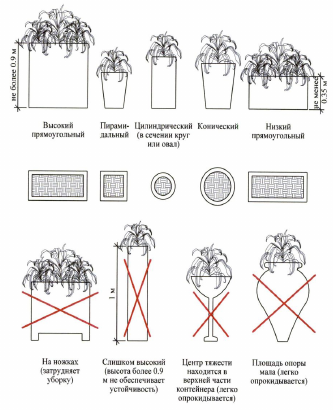 не более 0.9 м
не менее
0.35 м
Высокий
прямоугольный
Пирами-
дальный
Цилиндрический
(в сечении круг
или овал)
Конический
Низкий
прямоугольный
1 м
На ножках
(затрудняет
уборку)
Слишком высокий
(высота более 0.9
м не обеспечивает
устойчивость)
Центр тяжести
находится в
верхней части
контейнера (легко
опрокидывается)
Площадь опоры
мала (легко
опрокидывается)